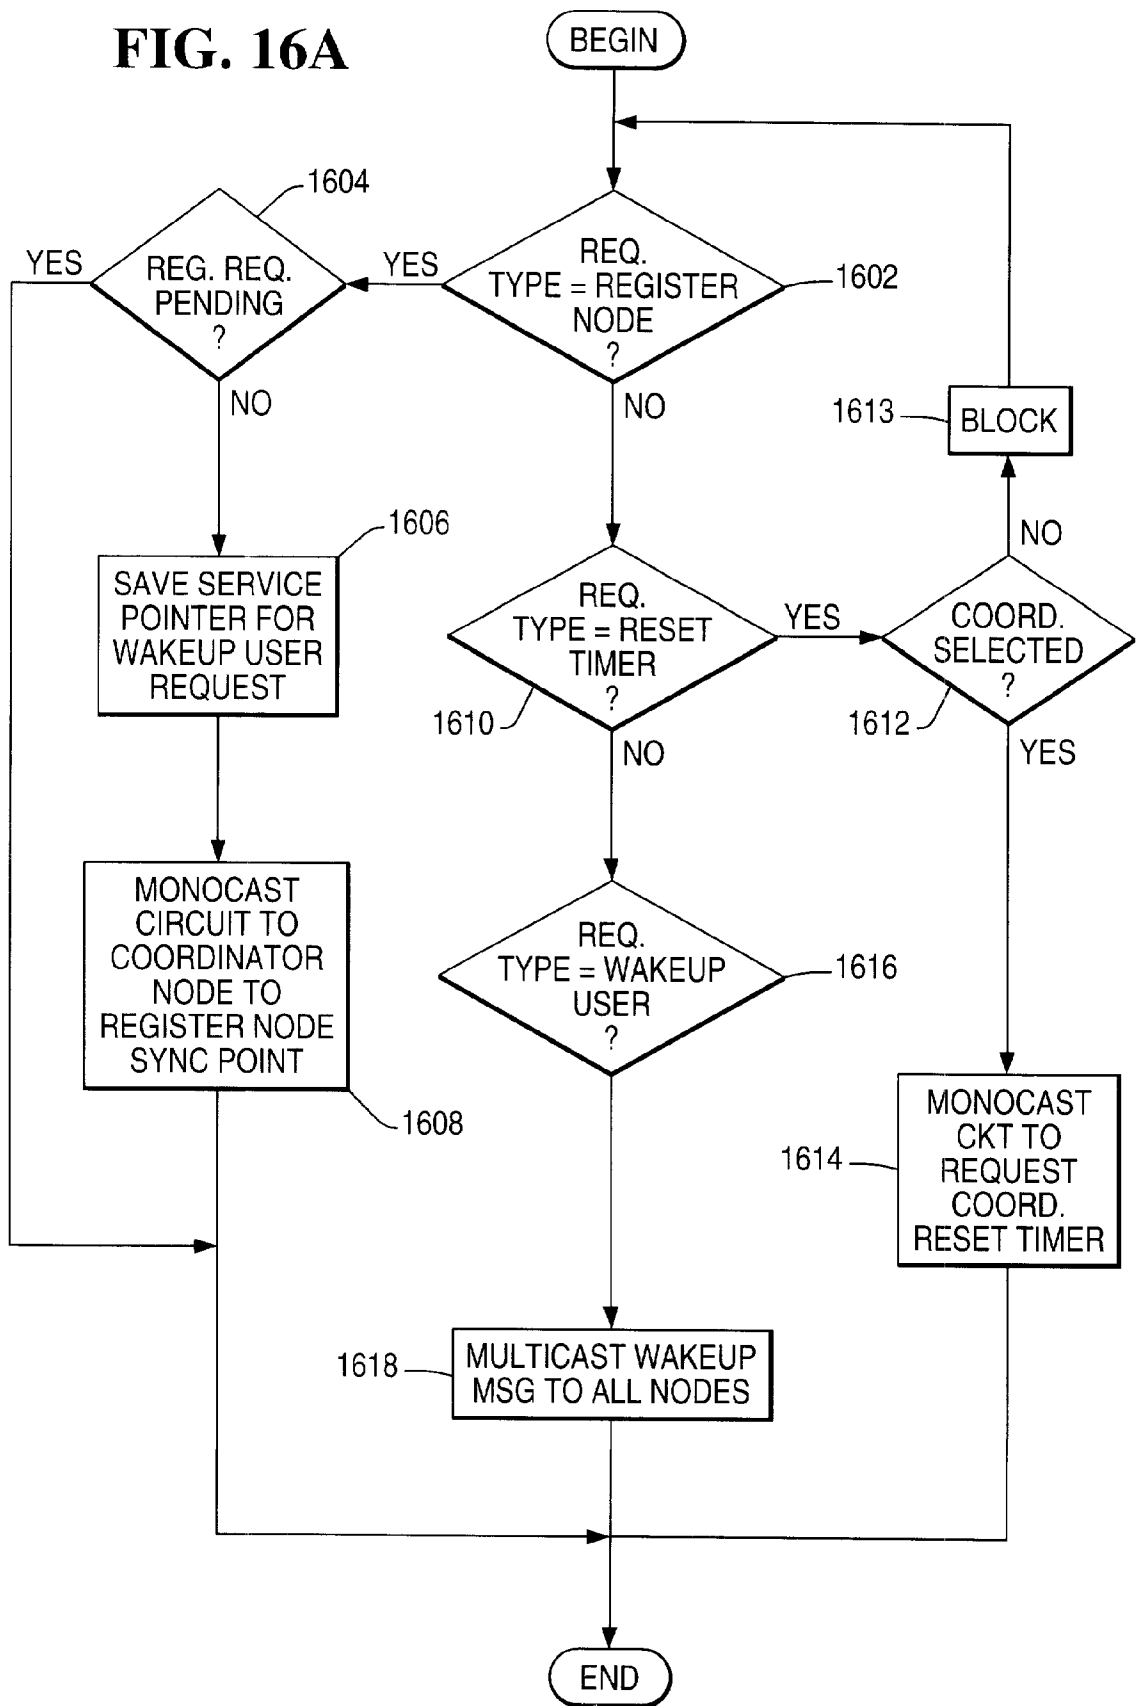 FIG. 16A
BEGIN
1604
YES
REG. REQ.
PENDING
?
YES
REQ.
TYPE = REGISTER
NODE
?
1602
NO
NO
1613
BLOCK
1606
SAVE SERVICE
POINTER FOR
WAKEUP USER
REQUEST
REQ.
TYPE = RESET
TIMER
?
1610
YES
NO
COORD.
SELECTED
?
1612
NO
YES
MONOCAST
CIRCUIT TO
COORDINATOR
NODE TO
REGISTER NODE
SYNC POINT
1608
REQ.
TYPE = WAKEUP
USER
?
1616
1614
MONOCAST
CKT TO
REQUEST
COORD.
RESET TIMER
1618
MULTICAST WAKEUP
MSG TO ALL NODES
END